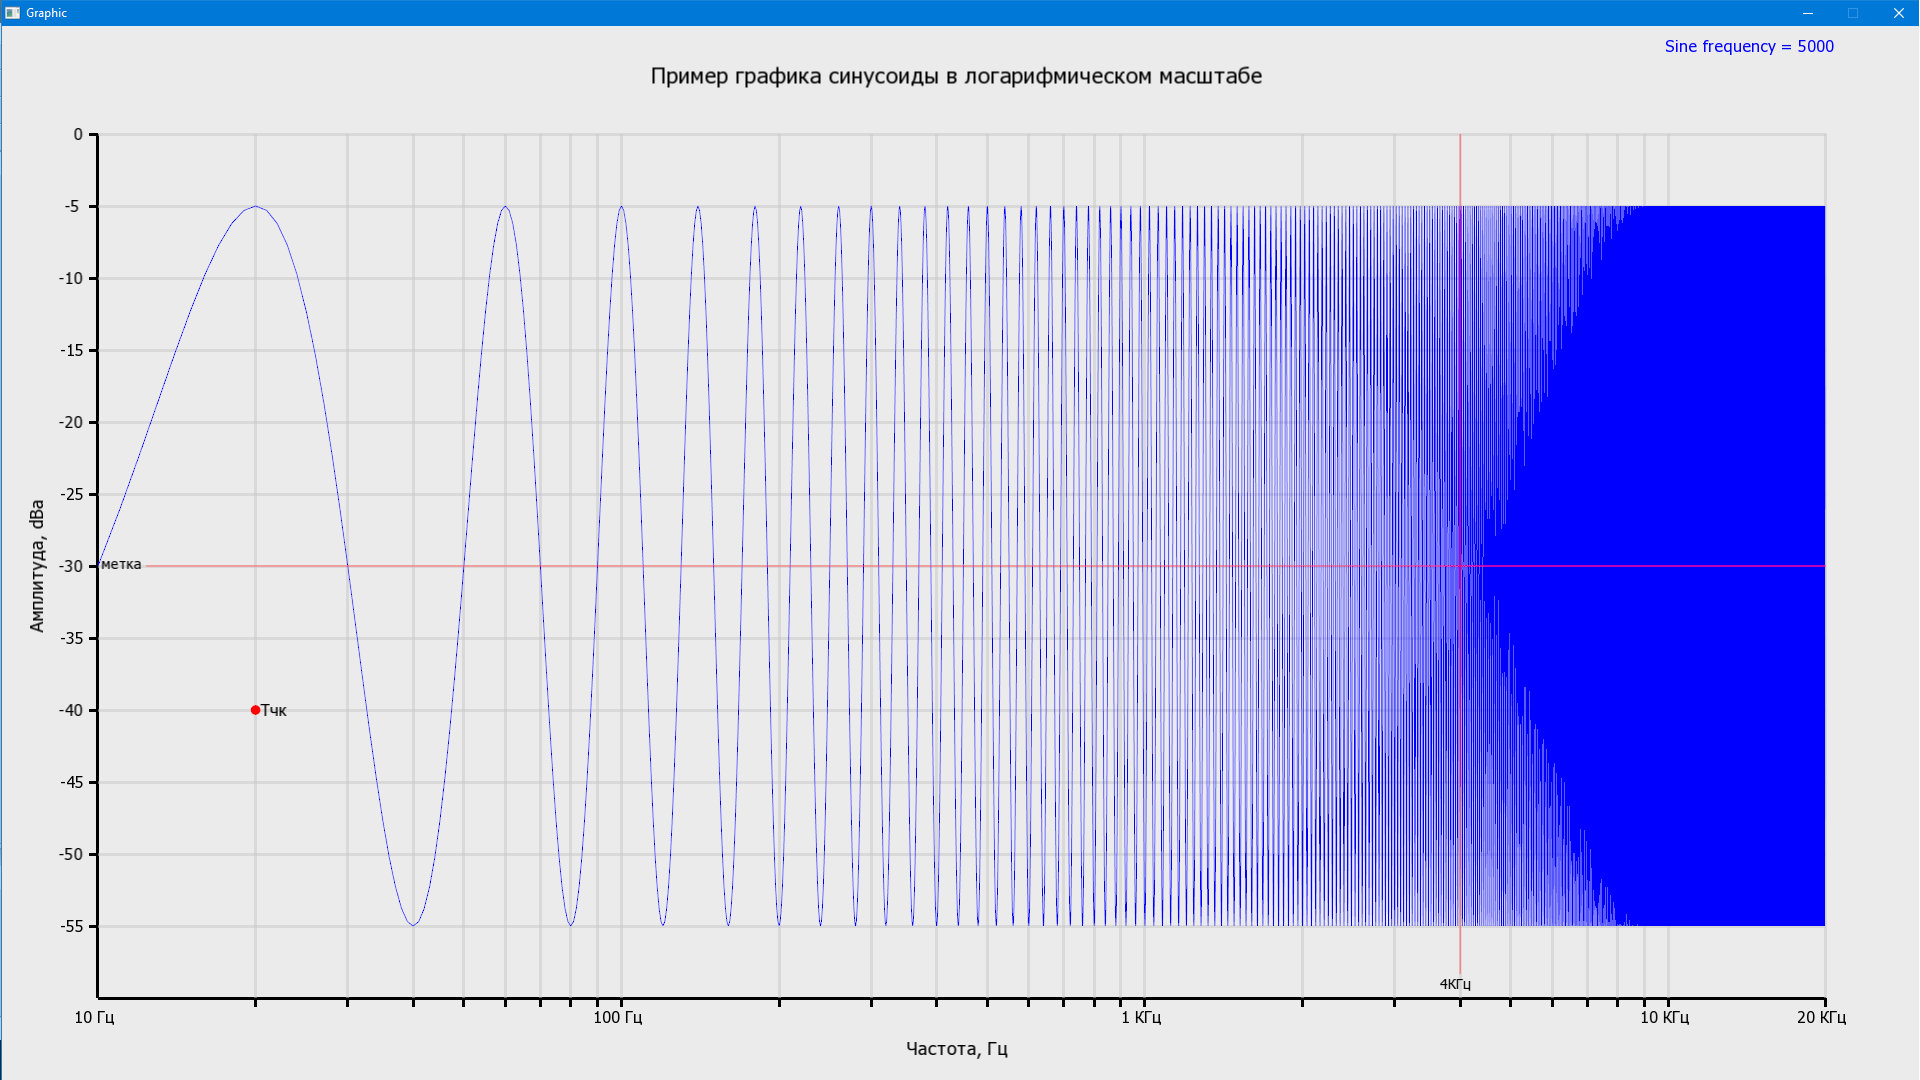 Graphic
Sine frequency = 5000
Пример графика синусоиды в логарифмическом масштабе
0
-5
-10
-15
-20
-25
-30
-35
-40
-45
-50
-55
Амплитуда, dBa
метка
Тчк
4КГц
10 Гц
100 Гц
1 КГц
10 КГц
20 КГц
Частота, Гц